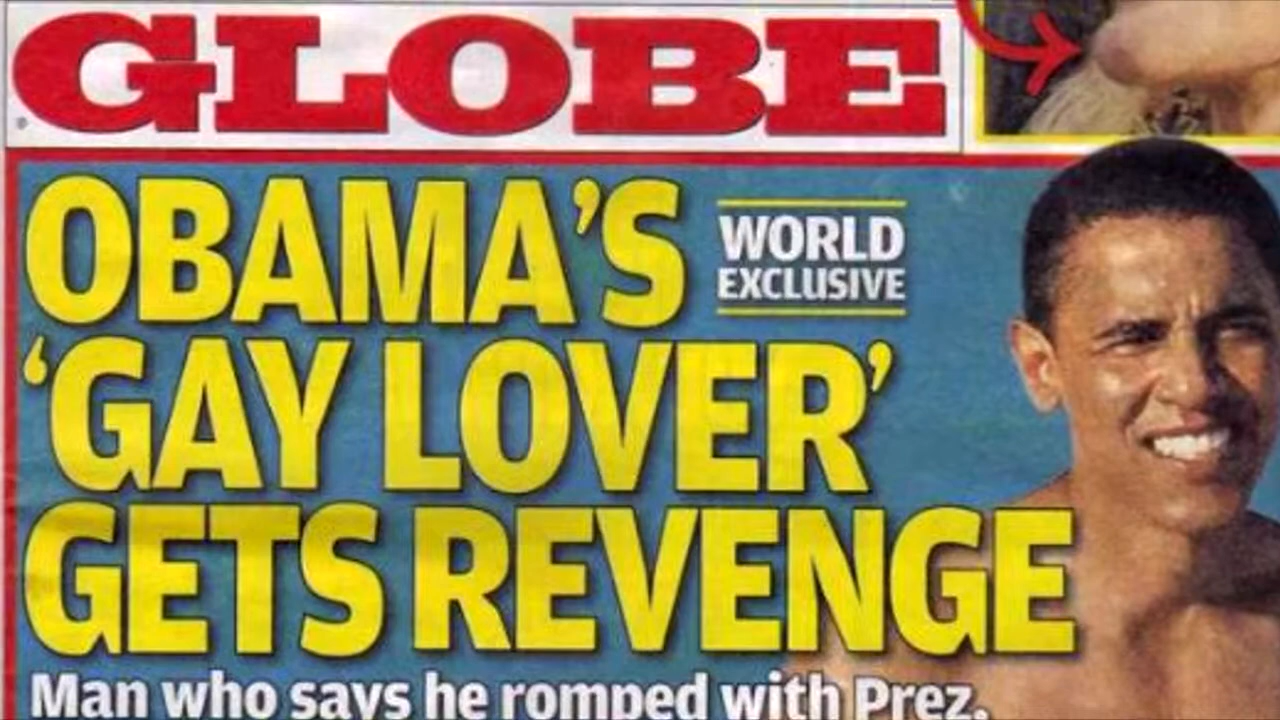 GLOBE
OBAMA'S
WORLD
EXCLUSIVE
'GAY LOVER'
GETS REVENGE
Man who says he romped with Prez.